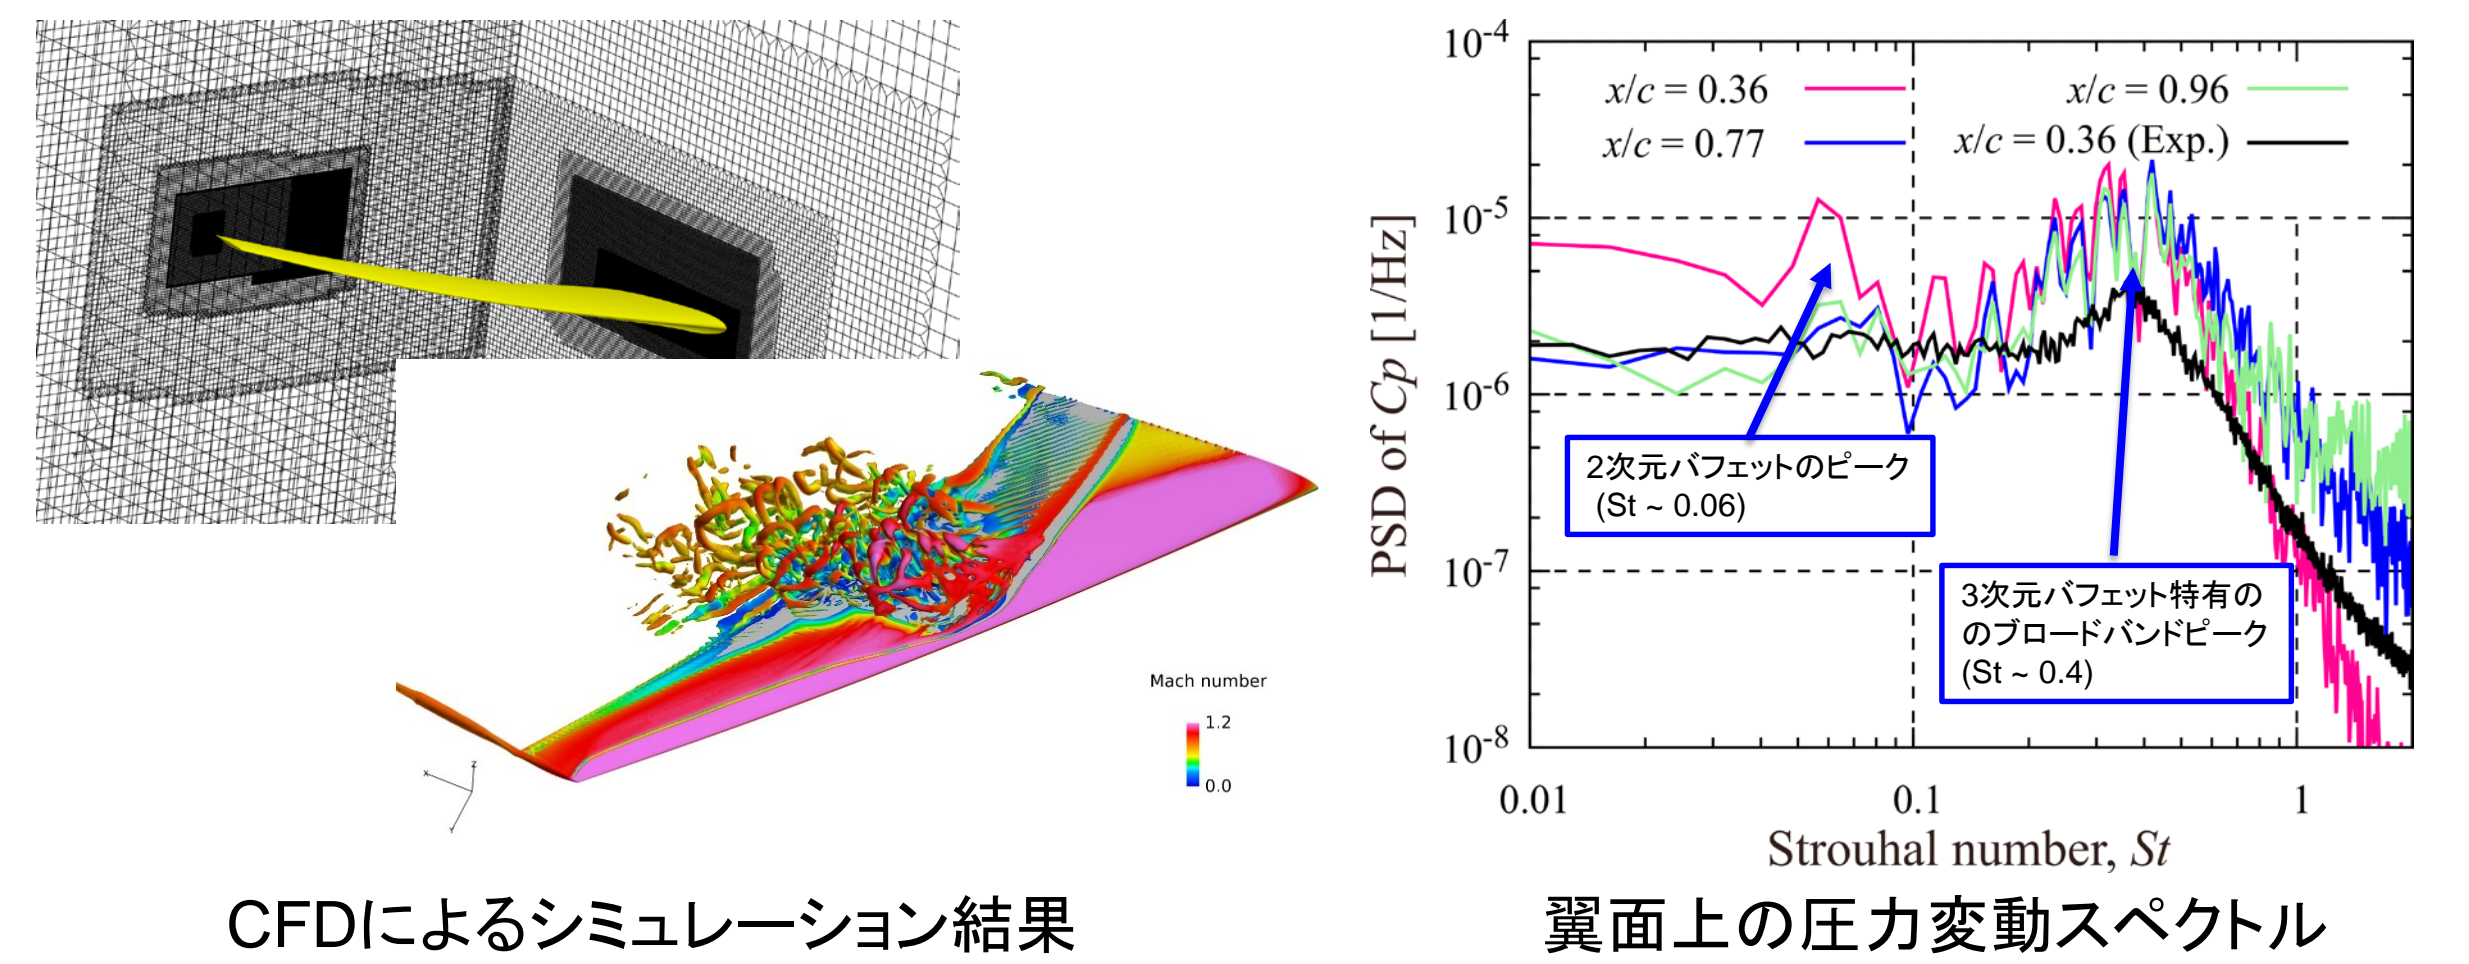 Mach number
1.2
0.0
x
z
Y
CFDによるシミュレーション結果
PSD of Cp [1/Hz]
10-4
10-5
10-6
10-7
10-8
x/c = 0.36
x/c = 0.77
x/c = 0.96
x/c = 0.36 (Exp.)
2次元バフェットのピーク
(St ~ 0.06)
3次元バフェット特有の
のブロードバンドピーク
(St ~ 0.4)
0.01
0.1
1
Strouhal number, St
翼面上の圧力変動スペクトル